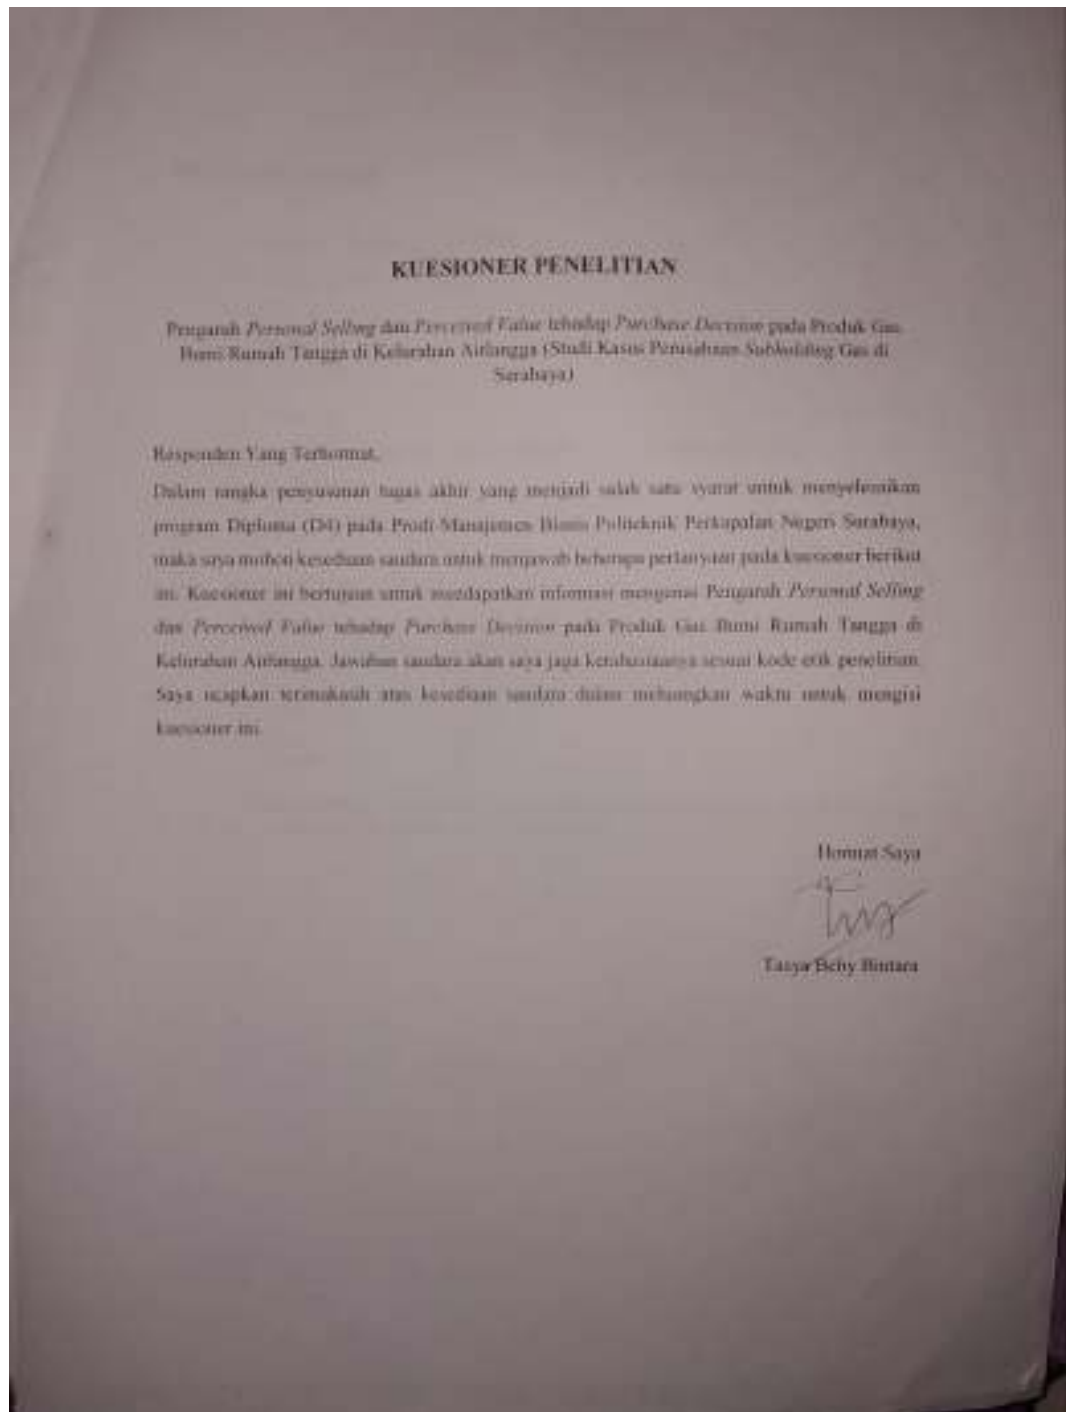 KUESIONER PENELITIAN
Pengaruh Personal Selling dan Perceived Value tehadap Purchase Decision pada Produk Gas
Bumi Rumah Tangga di Kelurahan Airlangga (Studi Kasus Perusahaan Subholding Gas di
Surabaya)
Responden Yang Terhormat,
Dalam rangka penyusunan tugas akhir yang menjadi salah satu syarat untuk menyelesaikan
program Diploma (D4) pada Prodi Manajemen Bisnis Politeknik Perkapalan Negeri Surabaya,
maka saya mohon kesediaan saudara untuk menjawab beberapa pertanyaan pada kuesioner berikut
ini. Kuesioner ini bertujuan untuk mendapatkan informasi mengenai Pengaruh Personal Selling
dan Perceived Value tehadap Purchase Decision pada Produk Gas Bumi Rumah Tangga di
Kelurahan Airlangga. Jawaban saudara akan saya jaga kerahasiaanya sesuai kode etik penelitian.
Saya ucapkan terimakasih atas kesediaan saudara dalam meluangkan waktu untuk mengisi
kuesioner ini.
Hormat Saya
Tasya Bintara